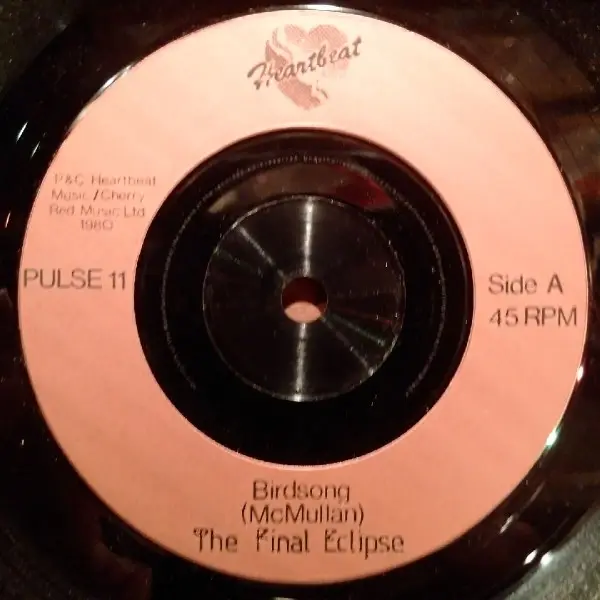 Heartbeat
P&C Heartbeat
Music / Cherry
Red Music Ltd
1980
PULSE 11
Side A
45 RPM
Birdsong
(McMullan)
The Final Eclipse